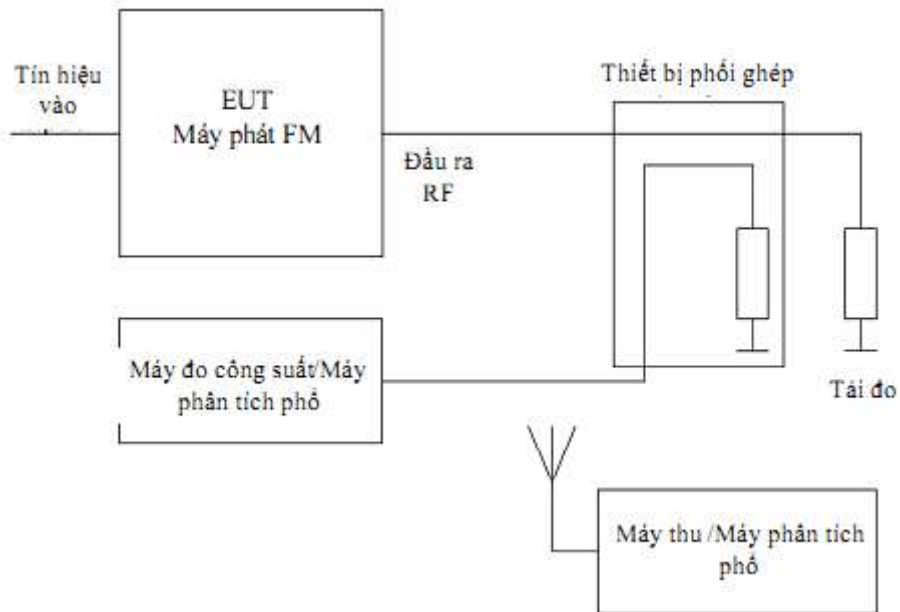 Tín hiệu
vào
EUT
Máy phát FM
Đầu ra
RF
Thiết bị phối ghép
Máy đo công suất/Máy
phân tích phổ
Tải đo
Máy thu /Máy phân tích
phổ